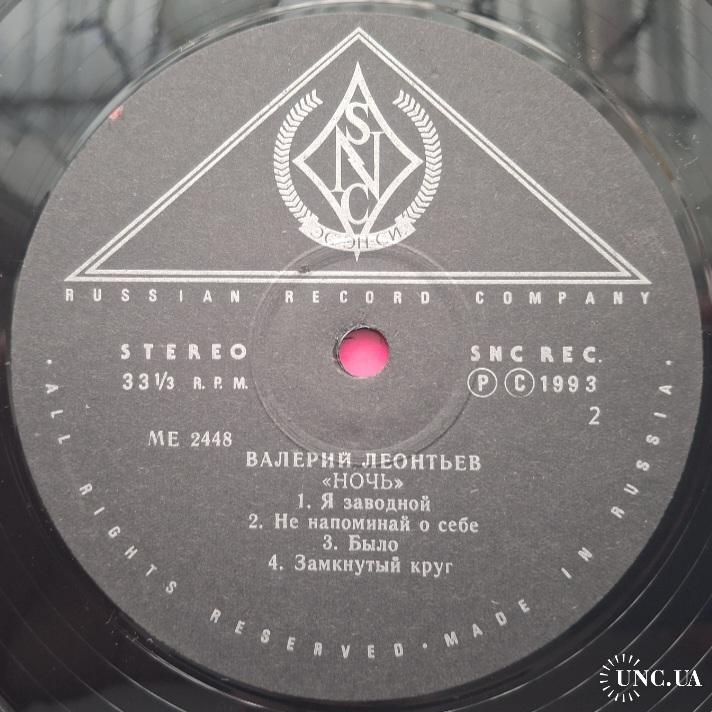 SNC
ЭС-ЭН-СИ
RUSSIAN RECORD COMPANY
STEREO
33 1/3 R.P.M.
SNC REC.
Ⓟ Ⓒ 1993
2
МЕ 2448
ВАЛЕРИЙ ЛЕОНТЬЕВ
«НОЧЬ»
1. Я заводной
2. Не напоминай о себе
3. Было
4. Замкнутый круг
· ALL RIGHTS RESERVED · MADE IN RUSSIA ·
UNC.UA